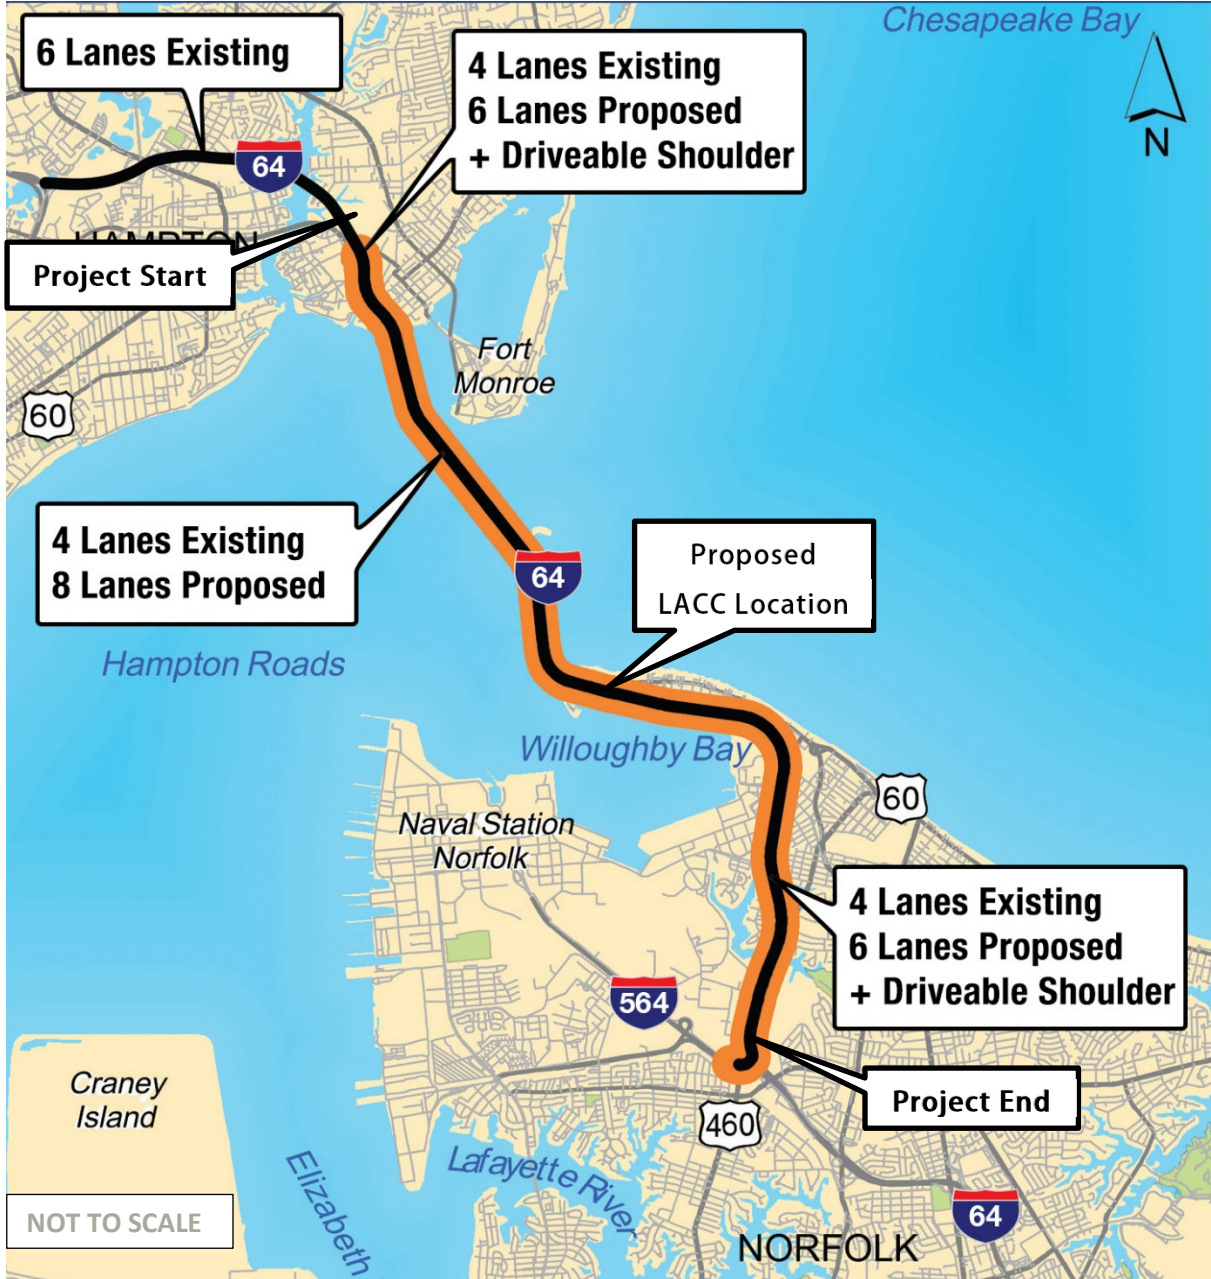 Chesapeake Bay
6 Lanes Existing
4 Lanes Existing
6 Lanes Proposed
+ Driveable Shoulder
N
64
HAMPTON
Project Start
Fort
Monroe
60
4 Lanes Existing
8 Lanes Proposed
Proposed
LACC Location
64
Hampton Roads
Willoughby Bay
60
Naval Station
Norfolk
4 Lanes Existing
6 Lanes Proposed
+ Driveable Shoulder
564
Craney
Island
Project End
460
Lafayette River
Elizabeth
NOT TO SCALE
64
NORFOLK